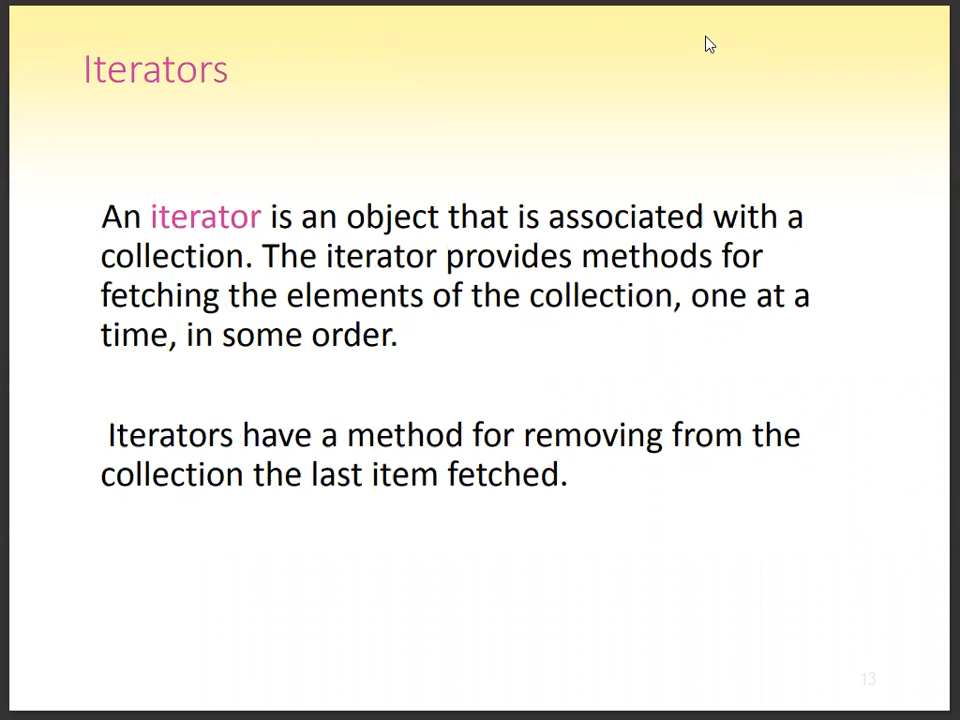 Iterators
An iterator is an object that is associated with a
collection. The iterator provides methods for
fetching the elements of the collection, one at a
time, in some order.
Iterators have a method for removing from the
collection the last item fetched.
13